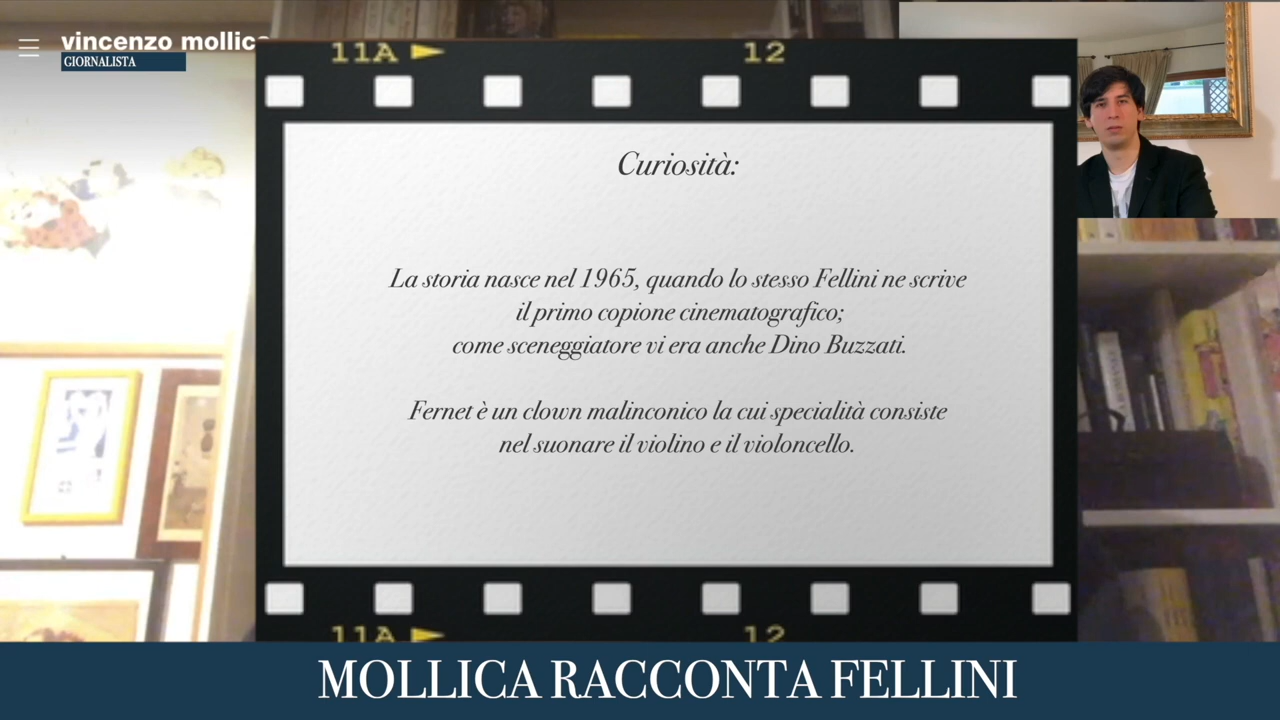 vincenzo mollica
GIORNALISTA
11A 12
Curiosità:
La storia nasce nel 1965, quando lo stesso Fellini ne scrive
il primo copione cinematografico;
come sceneggiatore vi era anche Dino Buzzati.
Fernet è un clown malinconico la cui specialità consiste
nel suonare il violino e il violoncello.
11A 12
MOLLICA RACCONTA FELLINI